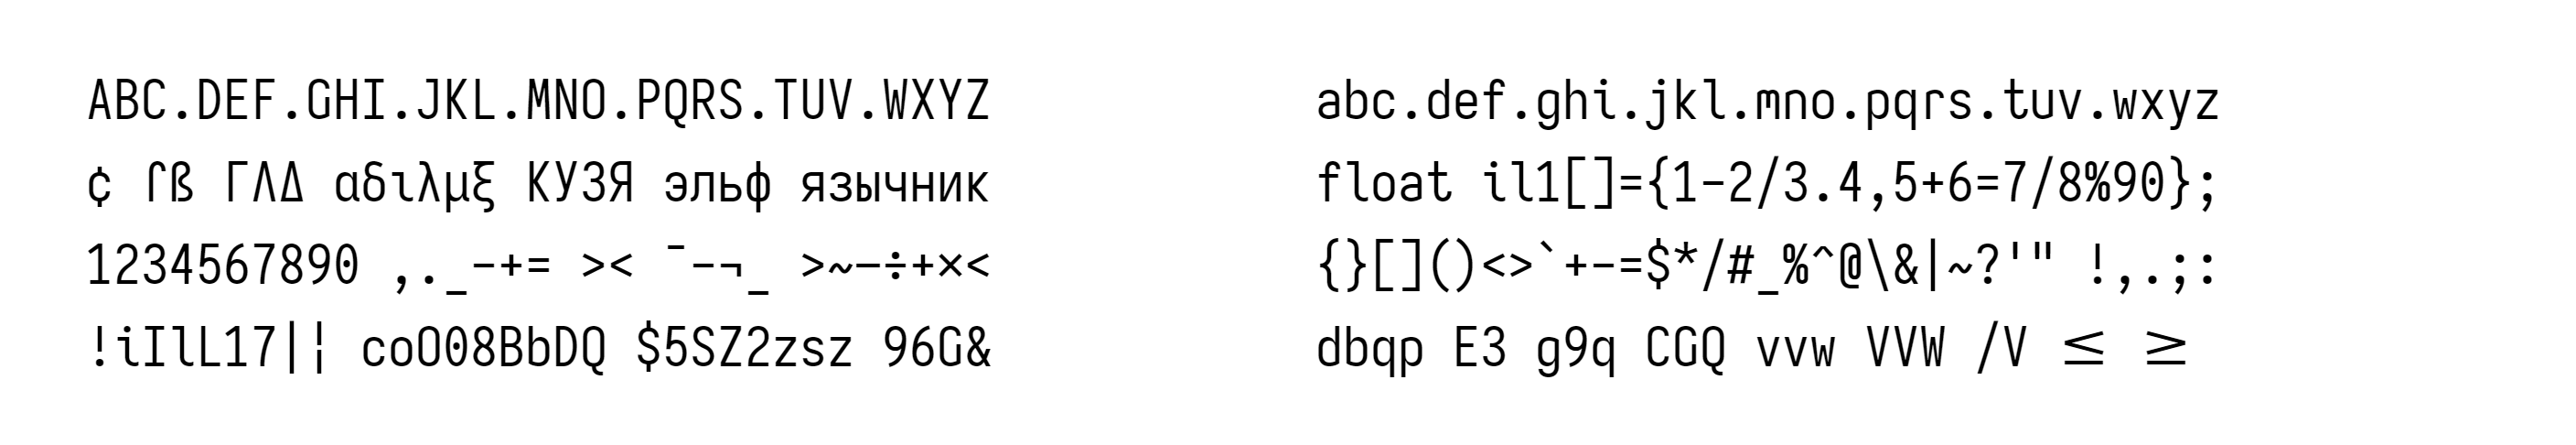 ABC.DEF.GHI.JKL.MNO.PQRS.TUV.WXYZ
abc.def.ghi.jkl.mno.pqrs.tuv.wxyz
¢ ſß ΓΛΔ αδιλμξ КУЗЯ эльф язычник
float il1[]={1-2/3.4,5+6=7/8%90};
1234567890 ,._-+= >< ¯-¬_ >~–÷+×<
{}[]()<>`+-=$*/#_%^@\&|~?'" !,.;:
!iIlL17|¦ coO08BbDQ $5SZ2zsz 96G&
dbqp E3 g9q CGQ vvw VVW /V ≤ ≥